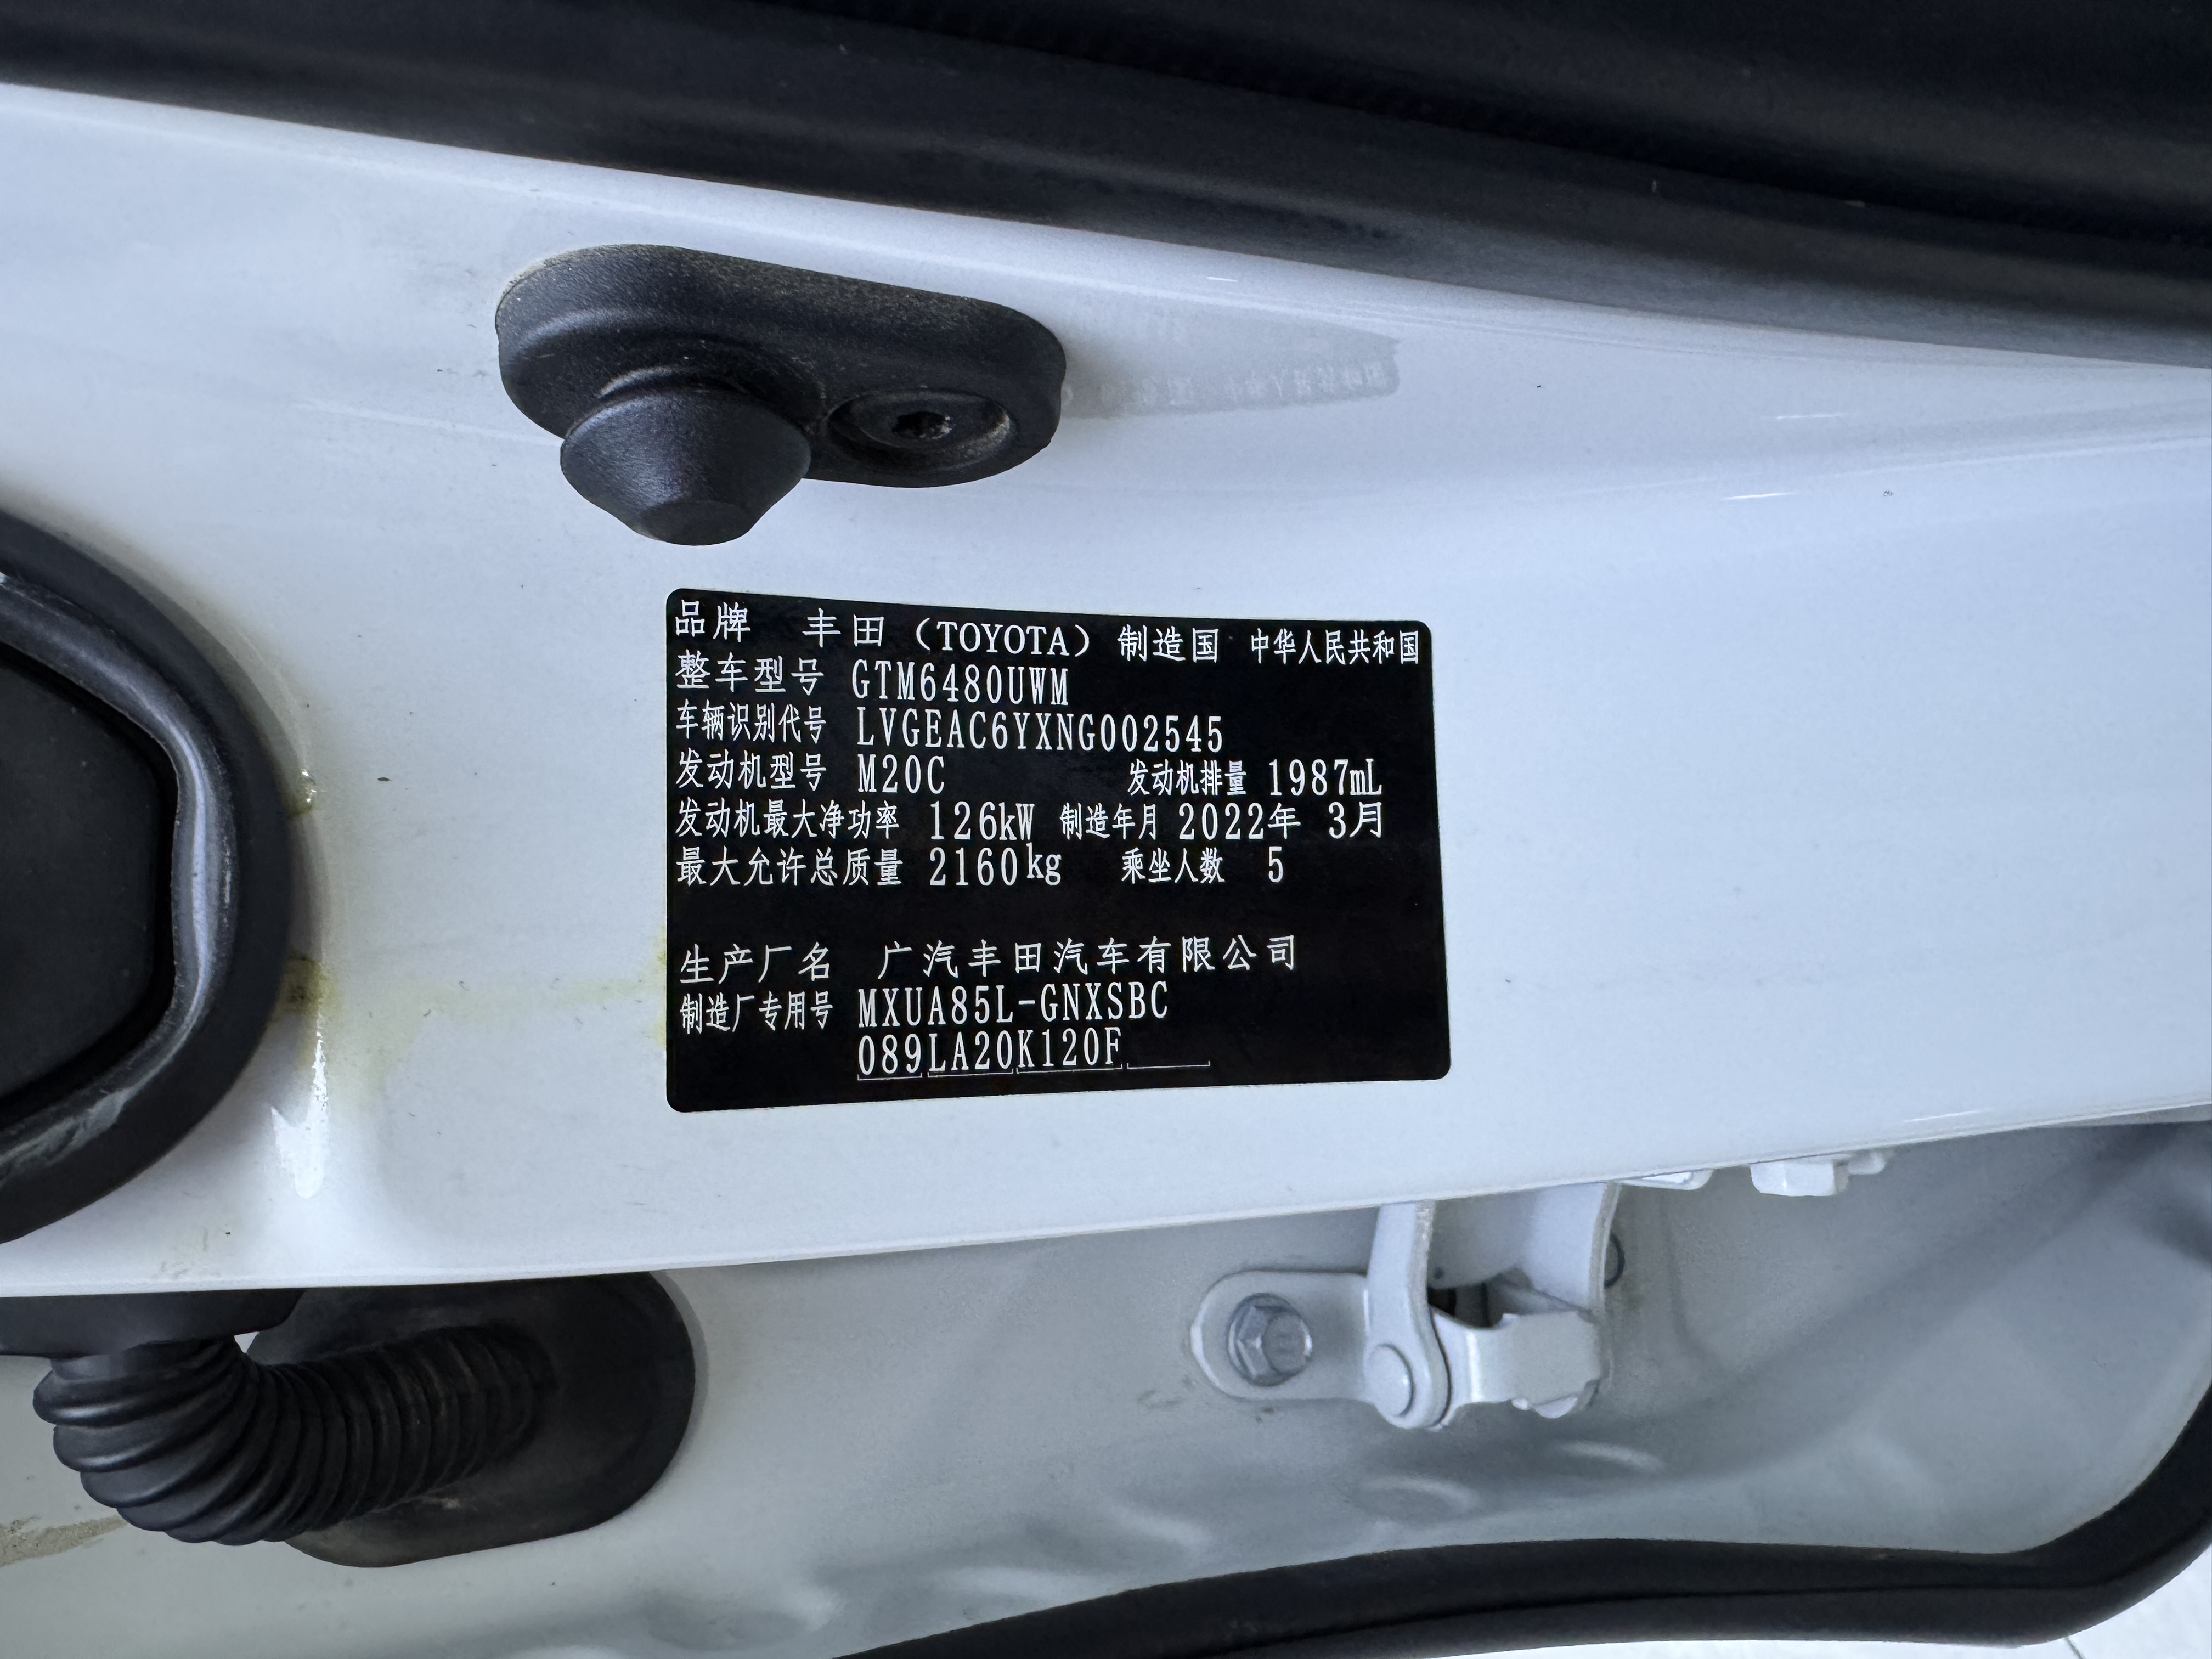 品牌 丰田（TOYOTA）制造国 中华人民共和国
整车型号 GTM6480UWM
车辆识别代号 LVGEAC6YXNG002545
发动机型号 M20C 发动机排量 1987mL
发动机最大净功率 126kW 制造年月 2022年 3月
最大允许总质量 2160kg 乘坐人数 5
生产厂名 广汽丰田汽车有限公司
制造厂专用号 MXUA85L-GNXSBC
089LA20K120F